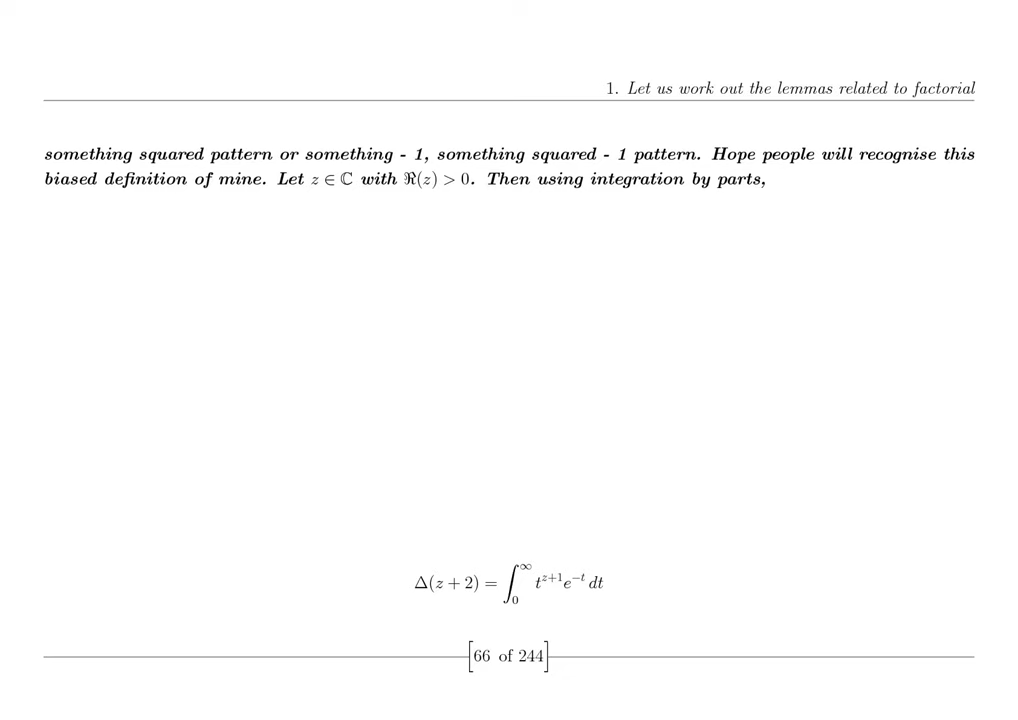 1. Let us work out the lemmas related to factorial
something squared pattern or something - 1, something squared - 1 pattern. Hope people will recognise this
biased definition of mine. Let z ∈ ℂ with ℜ(z) > 0. Then using integration by parts,
Δ(z + 2) = ∫₀^∞ t^{z+1} e^{−t} dt
[66 of 244]